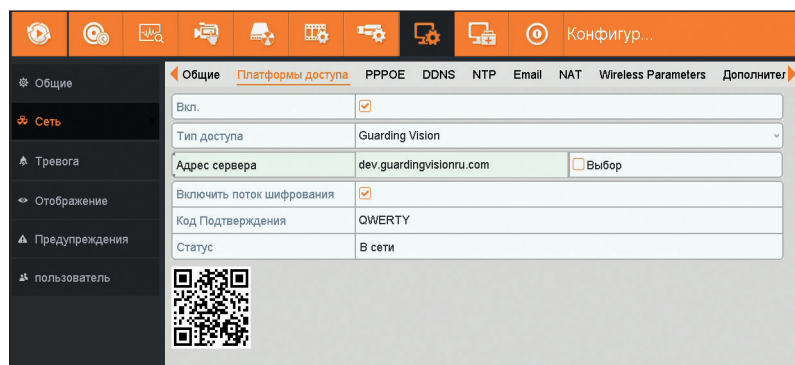 Конфигур...
Общие
Сеть
Тревога
Отображение
Предупреждения
пользователь
Общие Платформы доступа PPPOE DDNS NTP Email NAT Wireless Parameters Дополнител
Вкл.
Тип доступа Guarding Vision
Адрес сервера dev.guardingvisionru.com Выбор
Включить поток шифрования
Код Подтверждения QWERTY
Статус В сети